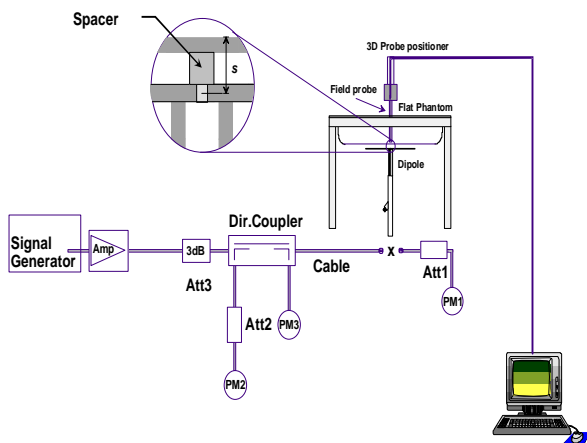 Spacer
s
3D Probe positioner
Field probe
Flat Phantom
Dipole
Signal
Generator
Amp
3dB
Att3
Dir.Coupler
Cable
x
Att1
Att2
PM3
PM1
PM2